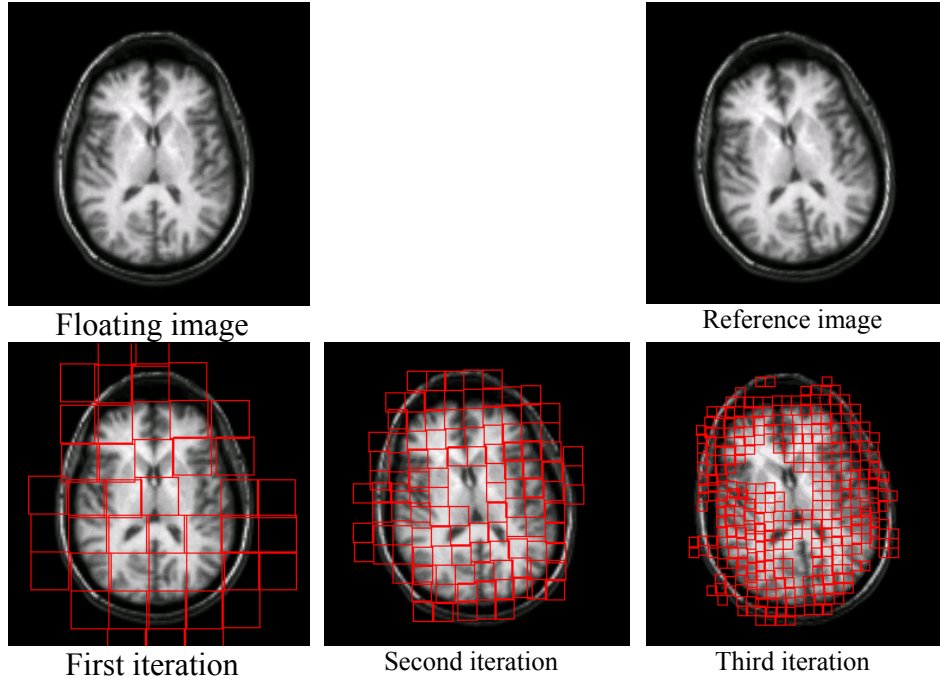 Floating image
Reference image
First iteration
Second iteration
Third iteration